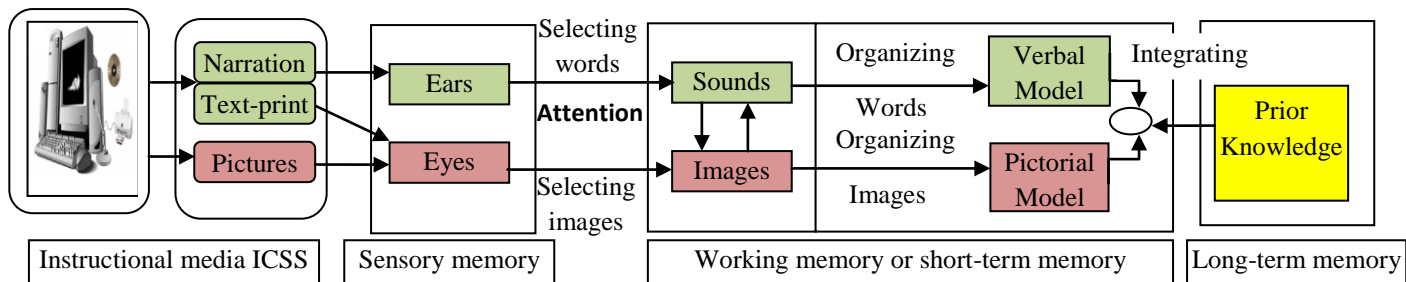 Narration
Text-print
Pictures
Ears
Eyes
Selecting
words
Attention
Selecting
images
Sounds
Images
Organizing
Words
Organizing
Images
Verbal
Model
Pictorial
Model
Integrating
Prior
Knowledge
Instructional media ICSS
Sensory memory
Working memory or short-term memory
Long-term memory